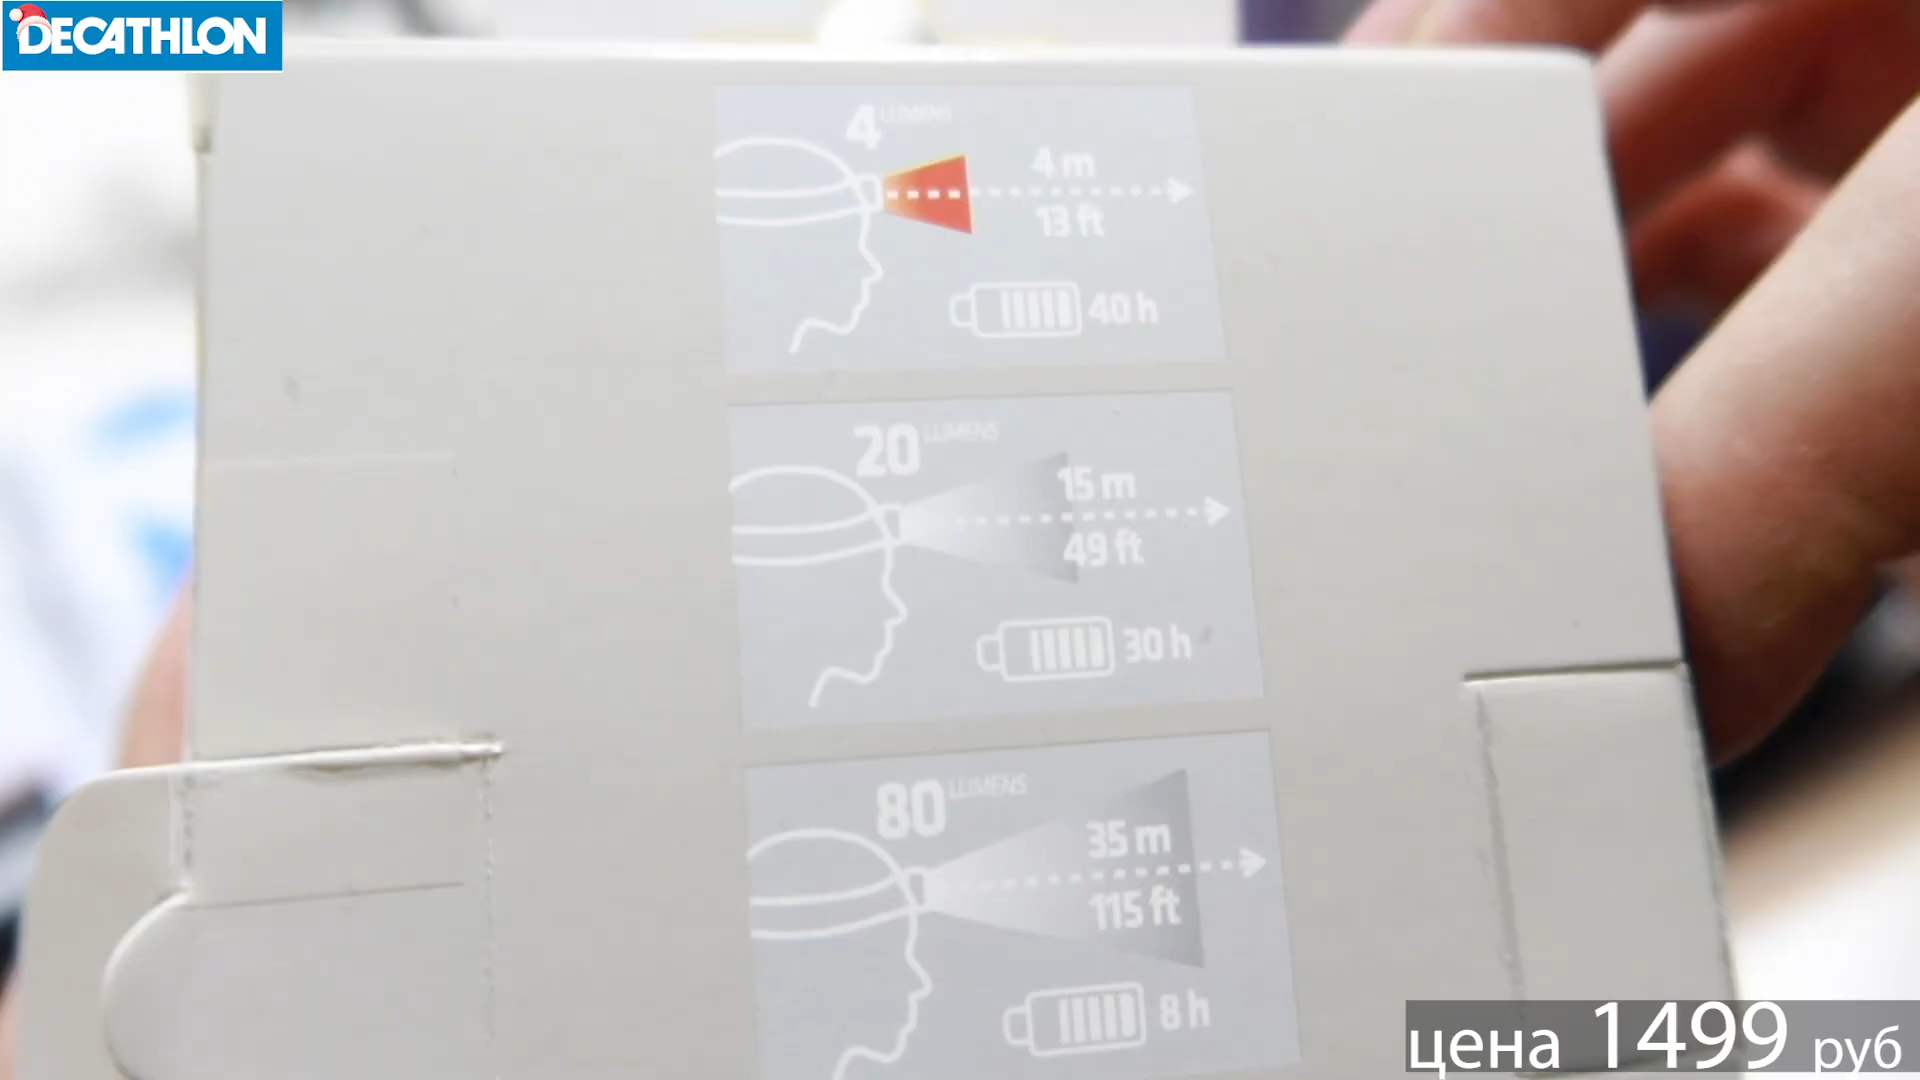 DECATHLON
4 LUMENS
4 m
13 ft
40 h
20 LUMENS
15 m
49 ft
30 h
80 LUMENS
35 m
115 ft
8 h
цена 1499 руб